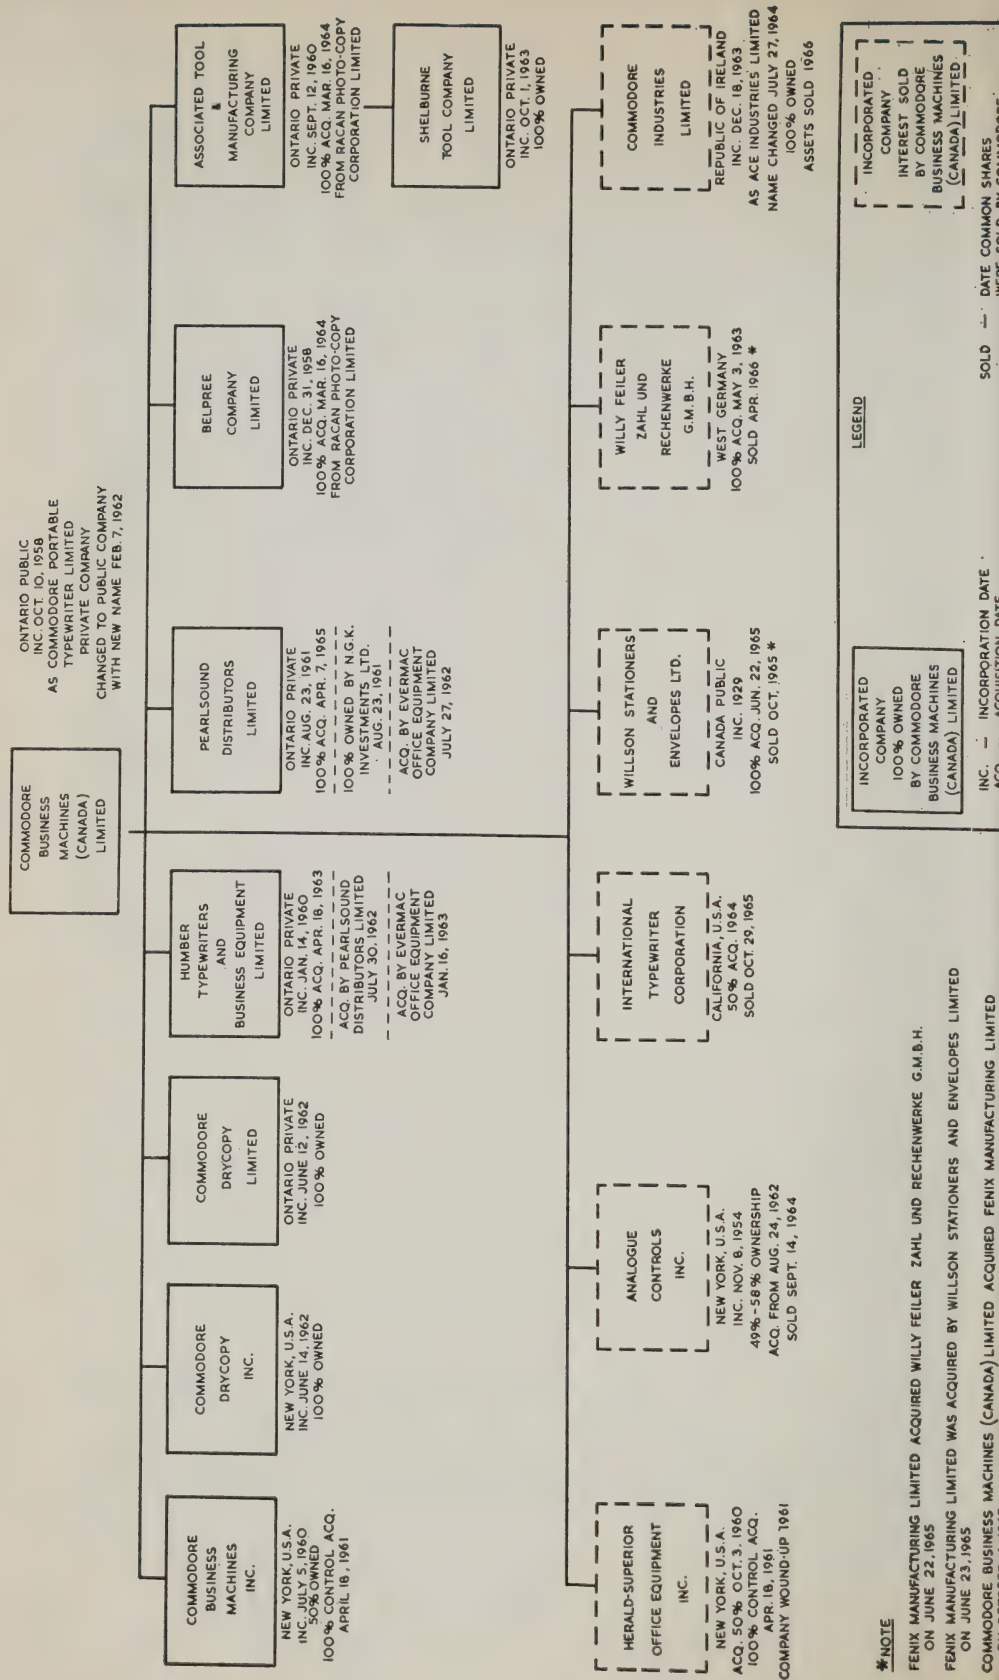 COMMODORE
BUSINESS
MACHINES
(CANADA)
LIMITED
ONTARIO PUBLIC
INC. OCT. 10, 1958
AS COMMODORE PORTABLE
TYPEWRITER LIMITED
PRIVATE COMPANY
CHANGED TO PUBLIC COMPANY
WITH NEW NAME FEB. 7, 1962
COMMODORE
BUSINESS
MACHINES
INC.
NEW YORK, U.S.A.
INC. JULY 5, 1960
50% OWNED
100% CONTROL ACQ.
APRIL 18, 1961
COMMODORE
DRYCOPY
INC.
NEW YORK, U.S.A.
INC. JUNE 14, 1962
100% OWNED
COMMODORE
DRYCOPY
LIMITED
ONTARIO PRIVATE
INC. JUNE 12, 1962
100% OWNED
HUMBER
TYPEWRITERS
AND
BUSINESS EQUIPMENT
LIMITED
ONTARIO PRIVATE
INC. JAN. 14, 1960
100% ACQ. APR. 18, 1963
ACQ. BY PEARLSOUND
DISTRIBUTORS LIMITED
JULY 30, 1962
ACQ. BY EVERMAC
OFFICE EQUIPMENT
COMPANY LIMITED
JAN. 16, 1963
PEARLSOUND
DISTRIBUTORS
LIMITED
ONTARIO PRIVATE
INC. AUG. 23, 1961
100% ACQ. APR. 7, 1965
100% OWNED BY N.G.K.
INVESTMENTS LTD.
AUG. 23, 1961
ACQ. BY EVERMAC
OFFICE EQUIPMENT
COMPANY LIMITED
JULY 27, 1962
BELPREE
COMPANY
LIMITED
ONTARIO PRIVATE
INC. DEC. 31, 1958
100% ACQ. MAR. 16, 1964
FROM RACAN PHOTO-COPY
CORPORATION LIMITED
ASSOCIATED TOOL
&
MANUFACTURING
COMPANY
LIMITED
ONTARIO PRIVATE
INC. SEPT. 12, 1960
100% ACQ. MAR. 16, 1964
FROM RACAN PHOTO-COPY
CORPORATION LIMITED
SHELBURNE
TOOL COMPANY
LIMITED
ONTARIO PRIVATE
INC. OCT. 1, 1963
100% OWNED
HERALD-SUPERIOR
OFFICE EQUIPMENT
INC.
NEW YORK, U.S.A.
ACQ. 50% OCT. 3, 1960
100% CONTROL ACQ.
APR. 18, 1961
COMPANY WOUND-UP 1961
ANALOGUE
CONTROLS
INC.
NEW YORK, U.S.A.
INC. NOV. 8, 1954
49%-58% OWNERSHIP
ACQ. FROM AUG. 24, 1962
SOLD SEPT. 14, 1964
INTERNATIONAL
TYPEWRITER
CORPORATION
CALIFORNIA, U.S.A.
50% ACQ. 1964
SOLD OCT. 29, 1965
WILLSON STATIONERS
AND
ENVELOPES LTD.
CANADA PUBLIC
INC. 1929
100% ACQ. JUN. 22, 1965
SOLD OCT. 1965 *
WILLY FEILER
ZAHL UND
RECHENWERKE
G.M.B.H.
WEST GERMANY
100% ACQ. MAY 3, 1963
SOLD APR. 1966 *
COMMODORE
INDUSTRIES
LIMITED
REPUBLIC OF IRELAND
INC. DEC. 18, 1963
AS ACE INDUSTRIES LIMITED
NAME CHANGED JULY 27, 1964
100% OWNED
ASSETS SOLD 1966
*NOTE
FENIX MANUFACTURING LIMITED ACQUIRED WILLY FEILER ZAHL UND RECHENWERKE G.M.B.H.
ON JUNE 22, 1965
FENIX MANUFACTURING LIMITED WAS ACQUIRED BY WILLSON STATIONERS AND ENVELOPES LIMITED
ON JUNE 23, 1965
COMMODORE BUSINESS MACHINES (CANADA) LIMITED ACQUIRED FENIX MANUFACTURING LIMITED
LEGEND
INCORPORATED
COMPANY
100% OWNED
BY COMMODORE
BUSINESS MACHINES
(CANADA) LIMITED
INCORPORATED
COMPANY
INTEREST SOLD
BY COMMODORE
BUSINESS MACHINES
(CANADA) LIMITED
INC. — INCORPORATION DATE
SOLD — DATE COMMON SHARES
ACQ. ACQUISITION DATE
WERE SOLD BY COMMODORE